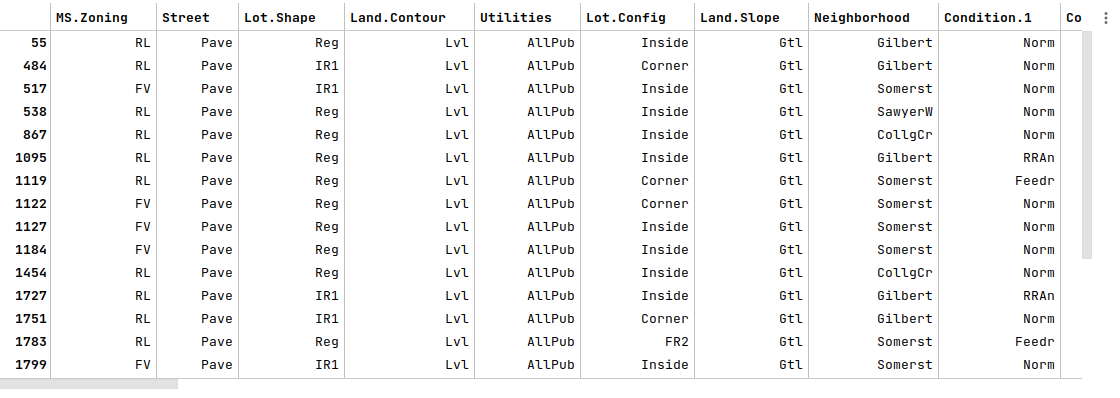 MS.Zoning Street Lot.Shape Land.Contour Utilities Lot.Config Land.Slope Neighborhood Condition.1 Co
55 RL Pave Reg Lvl AllPub Inside Gtl Gilbert Norm
484 RL Pave IR1 Lvl AllPub Corner Gtl Gilbert Norm
517 FV Pave IR1 Lvl AllPub Inside Gtl Somerst Norm
538 RL Pave Reg Lvl AllPub Inside Gtl SawyerW Norm
867 RL Pave Reg Lvl AllPub Inside Gtl CollgCr Norm
1095 RL Pave Reg Lvl AllPub Inside Gtl Gilbert RRAn
1119 RL Pave Reg Lvl AllPub Corner Gtl Somerst Feedr
1122 FV Pave Reg Lvl AllPub Corner Gtl Somerst Norm
1127 FV Pave Reg Lvl AllPub Inside Gtl Somerst Norm
1184 FV Pave Reg Lvl AllPub Inside Gtl Somerst Norm
1454 RL Pave Reg Lvl AllPub Inside Gtl CollgCr Norm
1727 RL Pave IR1 Lvl AllPub Inside Gtl Gilbert RRAn
1751 RL Pave IR1 Lvl AllPub Corner Gtl Gilbert Norm
1783 RL Pave Reg Lvl AllPub FR2 Gtl Somerst Feedr
1799 FV Pave IR1 Lvl AllPub Inside Gtl Somerst Norm